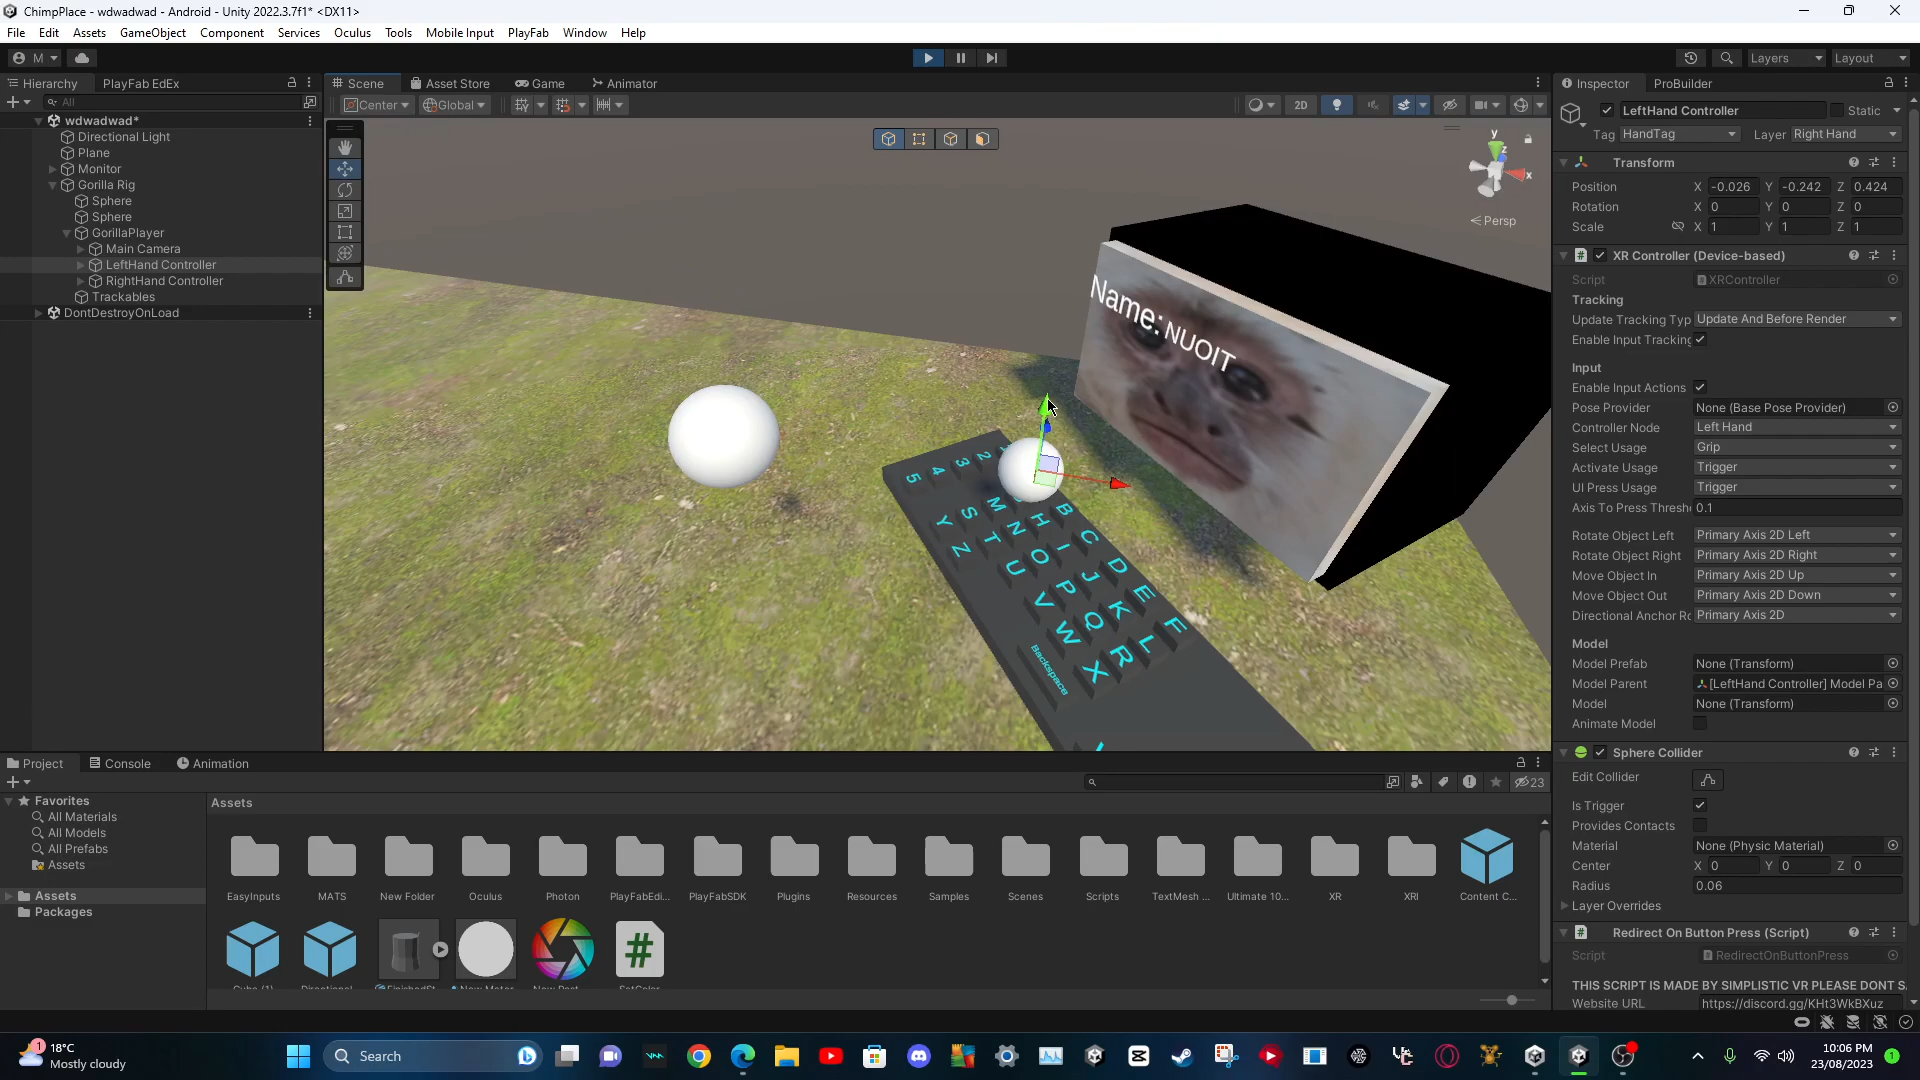 ChimpPlace - wdwadwad - Android - Unity 2022.3.7f1* <DX11>
File Edit Assets GameObject Component Services Oculus Tools Mobile Input PlayFab Window Help
M Layers Layout
Hierarchy PlayFab EdEx
All
wdwadwad*
Directional Light
Plane
Monitor
Gorilla Rig
Sphere
Sphere
GorillaPlayer
Main Camera
LeftHand Controller
RightHand Controller
Trackables
DontDestroyOnLoad
Scene Asset Store Game Animator
Center Global 2D
y
z
x
Persp
Name: NUOIT
5 4 3 2
B C D E F
H I J K L
M N O P Q R
S T U V W X
Y Z
Backspace
Inspector ProBuilder
LeftHand Controller Static
Tag HandTag Layer Right Hand
Transform
Position X -0.026 Y -0.242 Z 0.424
Rotation X 0 Y 0 Z 0
Scale X 1 Y 1 Z 1
XR Controller (Device-based)
Script XRController
Tracking
Update Tracking Typ Update And Before Render
Enable Input Tracking
Input
Enable Input Actions
Pose Provider None (Base Pose Provider)
Controller Node Left Hand
Select Usage Grip
Activate Usage Trigger
UI Press Usage Trigger
Axis To Press Thresh 0.1
Rotate Object Left Primary Axis 2D Left
Rotate Object Right Primary Axis 2D Right
Move Object In Primary Axis 2D Up
Move Object Out Primary Axis 2D Down
Directional Anchor Ro Primary Axis 2D
Model
Model Prefab None (Transform)
Model Parent [LeftHand Controller] Model Pa
Model None (Transform)
Animate Model
Sphere Collider
Edit Collider
Is Trigger
Provides Contacts
Material None (Physic Material)
Center X 0 Y 0 Z 0
Radius 0.06
Layer Overrides
Redirect On Button Press (Script)
Script RedirectOnButtonPress
THIS SCRIPT IS MADE BY SIMPLISTIC VR PLEASE DONT S
Website URL https://discord.gg/KHt3WkBXuz
Project Console Animation
23
Favorites
All Materials
All Models
All Prefabs
Assets
Assets
Packages
Assets
EasyInputs MATS New Folder Oculus Photon PlayFabEdi... PlayFabSDK Plugins Resources Samples Scenes Scripts TextMesh ... Ultimate 10... XR XRI Content C...
Cube (1) Directional
18°C
Mostly cloudy
Search
10:06 PM
23/08/2023
1